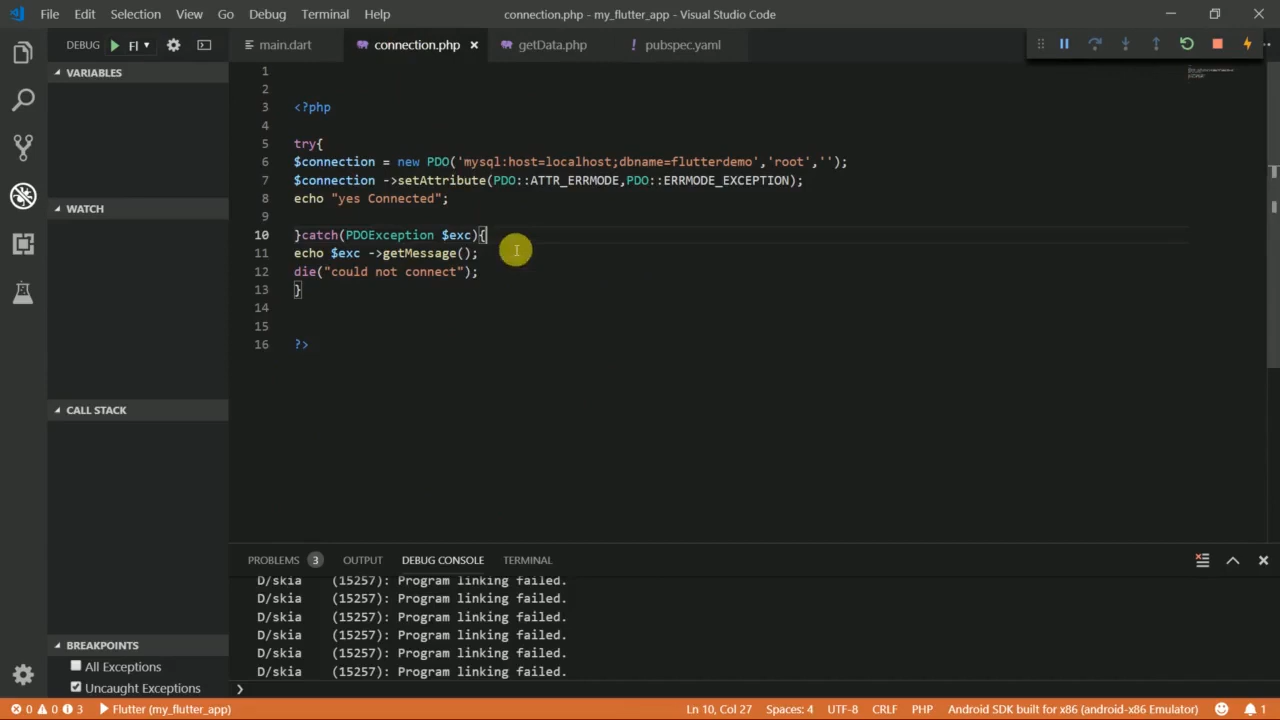 File Edit Selection View Go Debug Terminal Help
connection.php - my_flutter_app - Visual Studio Code
DEBUG Fl
main.dart connection.php getData.php ! pubspec.yaml
VARIABLES
WATCH
CALL STACK
BREAKPOINTS
All Exceptions
Uncaught Exceptions
1
2
3 <?php
4
5 try{
6 $connection = new PDO('mysql:host=localhost;dbname=flutterdemo','root','');
7 $connection ->setAttribute(PDO::ATTR_ERRMODE,PDO::ERRMODE_EXCEPTION);
8 echo "yes Connected";
9
10 }catch(PDOException $exc){
11 echo $exc ->getMessage();
12 die("could not connect");
13 }
14
15
16 ?>
PROBLEMS 3 OUTPUT DEBUG CONSOLE TERMINAL
D/skia (15257): Program linking failed.
D/skia (15257): Program linking failed.
D/skia (15257): Program linking failed.
D/skia (15257): Program linking failed.
D/skia (15257): Program linking failed.
D/skia (15257): Program linking failed.
0 0 3 Flutter (my_flutter_app) Ln 10, Col 27 Spaces: 4 UTF-8 CRLF PHP Android SDK built for x86 (android-x86 Emulator) 1